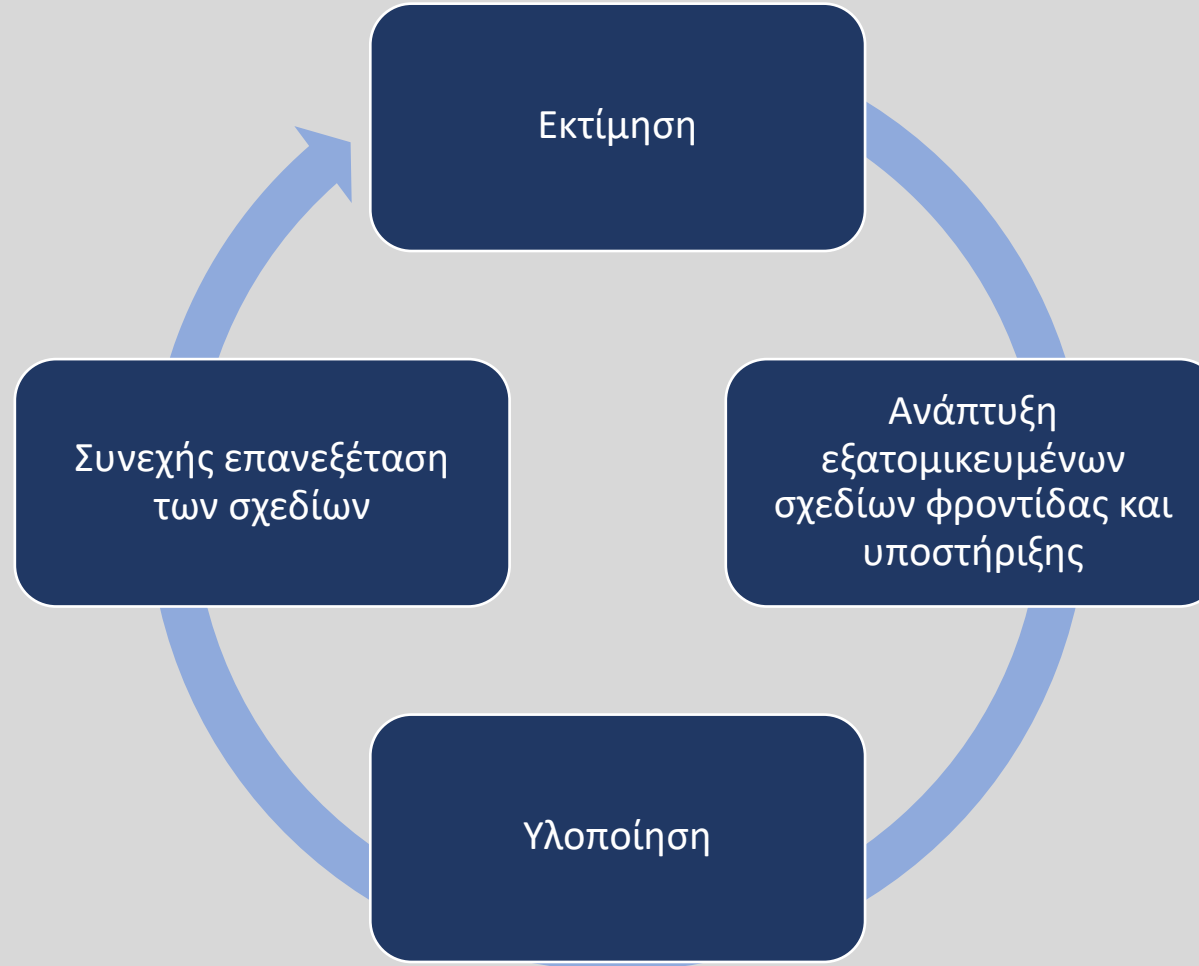 Εκτίμηση
Ανάπτυξη
εξατομικευμένων
σχεδίων φροντίδας και
υποστήριξης
Υλοποίηση
Συνεχής επανεξέταση
των σχεδίων